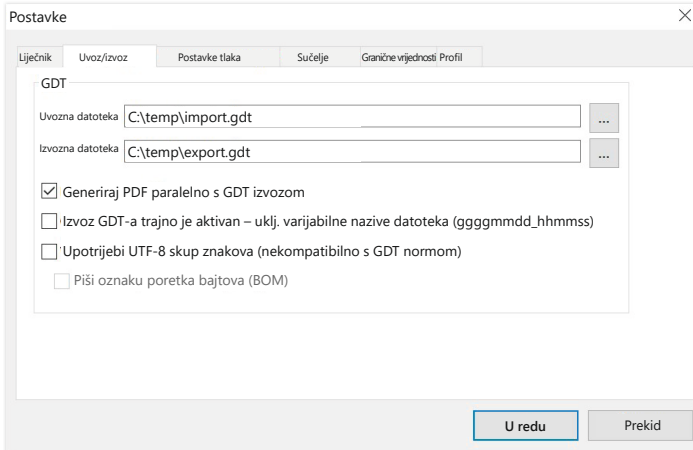 Postavke
Liječnik Uvoz/izvoz Postavke tlaka Sučelje Granične vrijednosti Profil
GDT
Uvozna datoteka C:\temp\import.gdt ...
Izvozna datoteka C:\temp\export.gdt ...
Generiraj PDF paralelno s GDT izvozom
Izvoz GDT-a trajno je aktivan – uklj. varijabilne nazive datoteka (ggggmmdd_hhmmss)
Upotrijebi UTF-8 skup znakova (nekompatibilno s GDT normom)
Piši oznaku poretka bajtova (BOM)
U redu Prekid